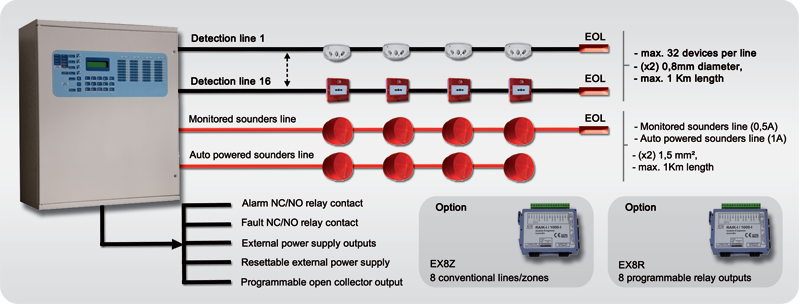 Detection line 1
EOL
Detection line 16
EOL
- max. 32 devices per line
- (x2) 0,8mm diameter,
- max. 1 Km length
Monitored sounders line
EOL
Auto powered sounders line
- Monitored sounders line (0,5A)
- Auto powered sounders line (1A)
- (x2) 1,5 mm²,
- max. 1Km length
Alarm NC/NO relay contact
Fault NC/NO relay contact
External power supply outputs
Resettable external power supply
Programmable open collector output
Option
EX8Z
8 conventional lines/zones
Option
EX8R
8 programmable relay outputs